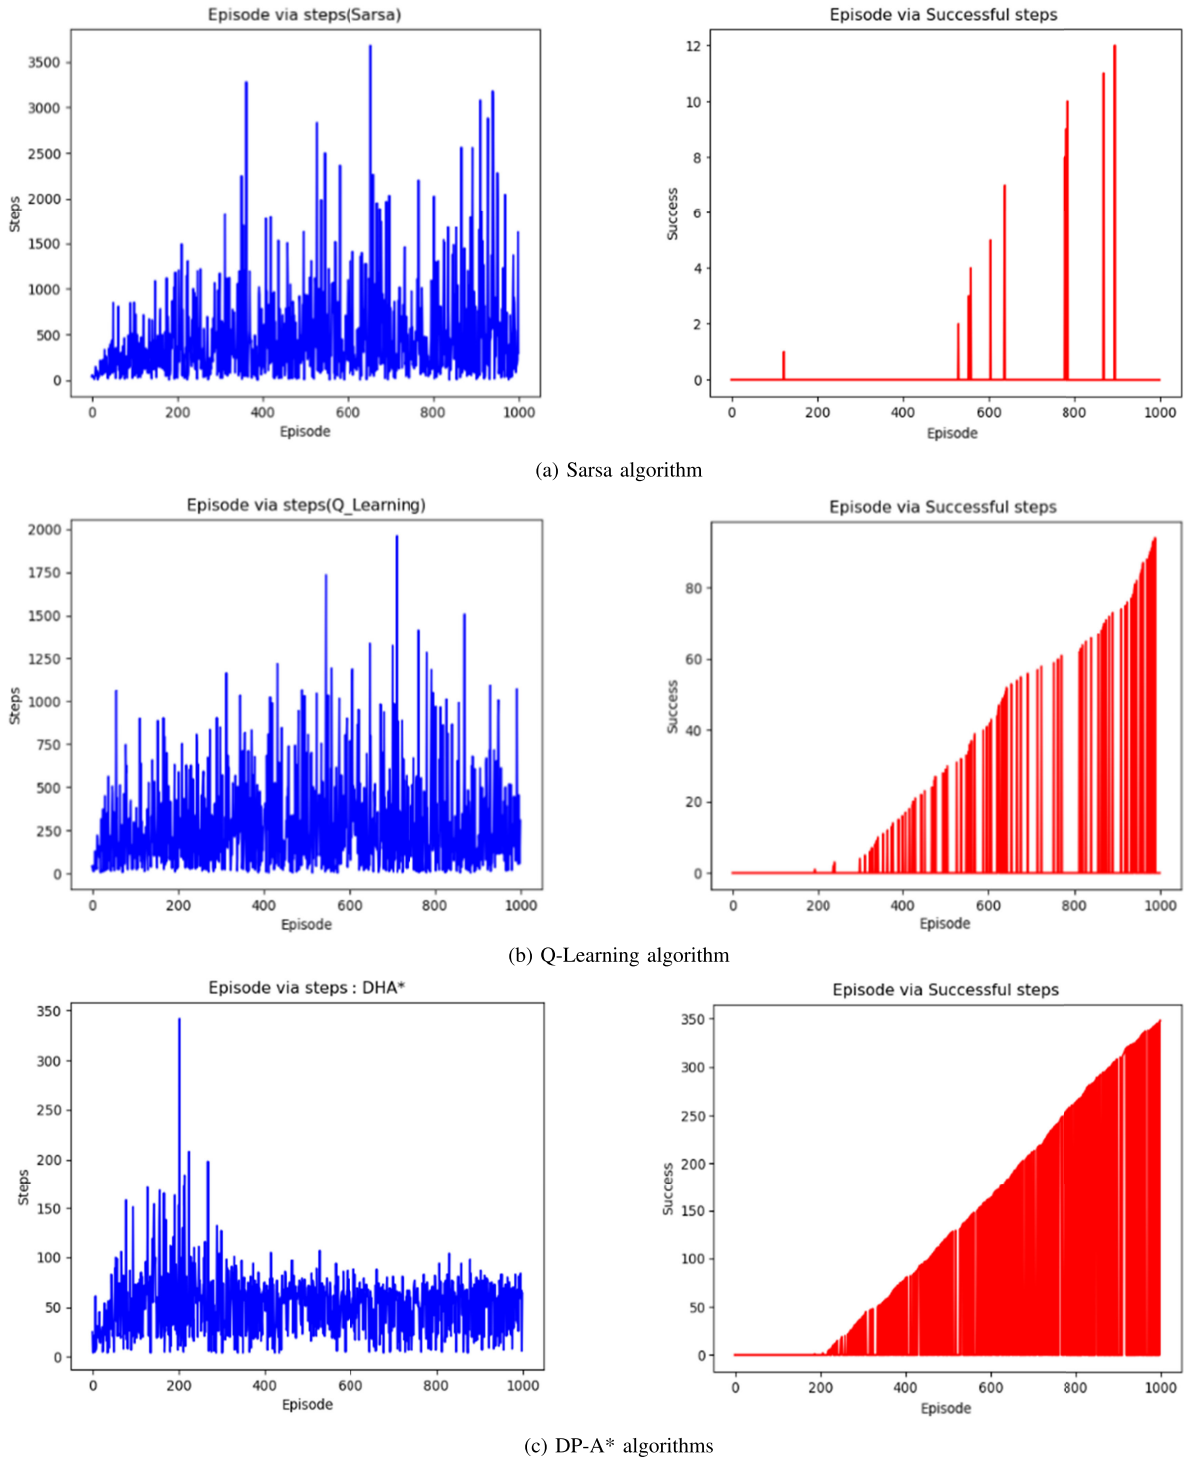 Episode via steps(Sarsa)
Steps
3500
3000
2500
2000
1500
1000
500
0
0 200 400 600 800 1000
Episode
Episode via Successful steps
Success
12
10
8
6
4
2
0
0 200 400 600 800 1000
Episode
(a) Sarsa algorithm
Episode via steps(Q_Learning)
Steps
2000
1750
1500
1250
1000
750
500
250
0
0 200 400 600 800 1000
Episode
Episode via Successful steps
Success
80
60
40
20
0
0 200 400 600 800 1000
Episode
(b) Q-Learning algorithm
Episode via steps : DHA*
Steps
350
300
250
200
150
100
50
0
0 200 400 600 800 1000
Episode
Episode via Successful steps
Success
350
300
250
200
150
100
50
0
0 200 400 600 800 1000
Episode
(c) DP-A* algorithms